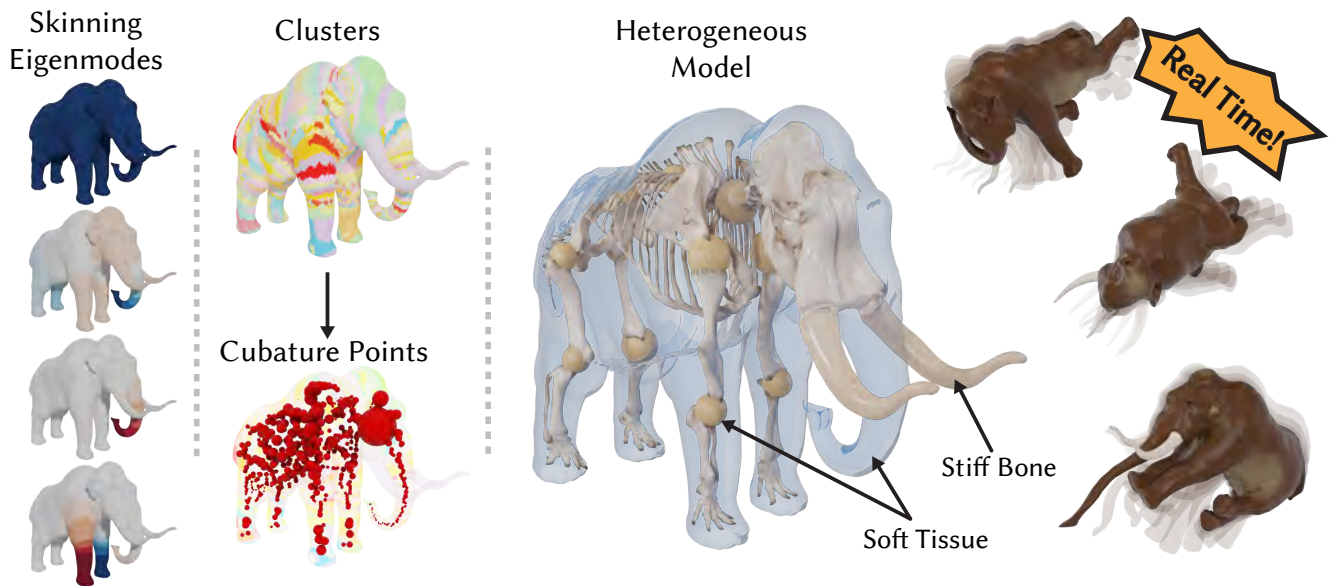 Skinning
Eigenmodes
Clusters
Cubature Points
Heterogeneous
Model
Stiff Bone
Soft Tissue
Real Time!